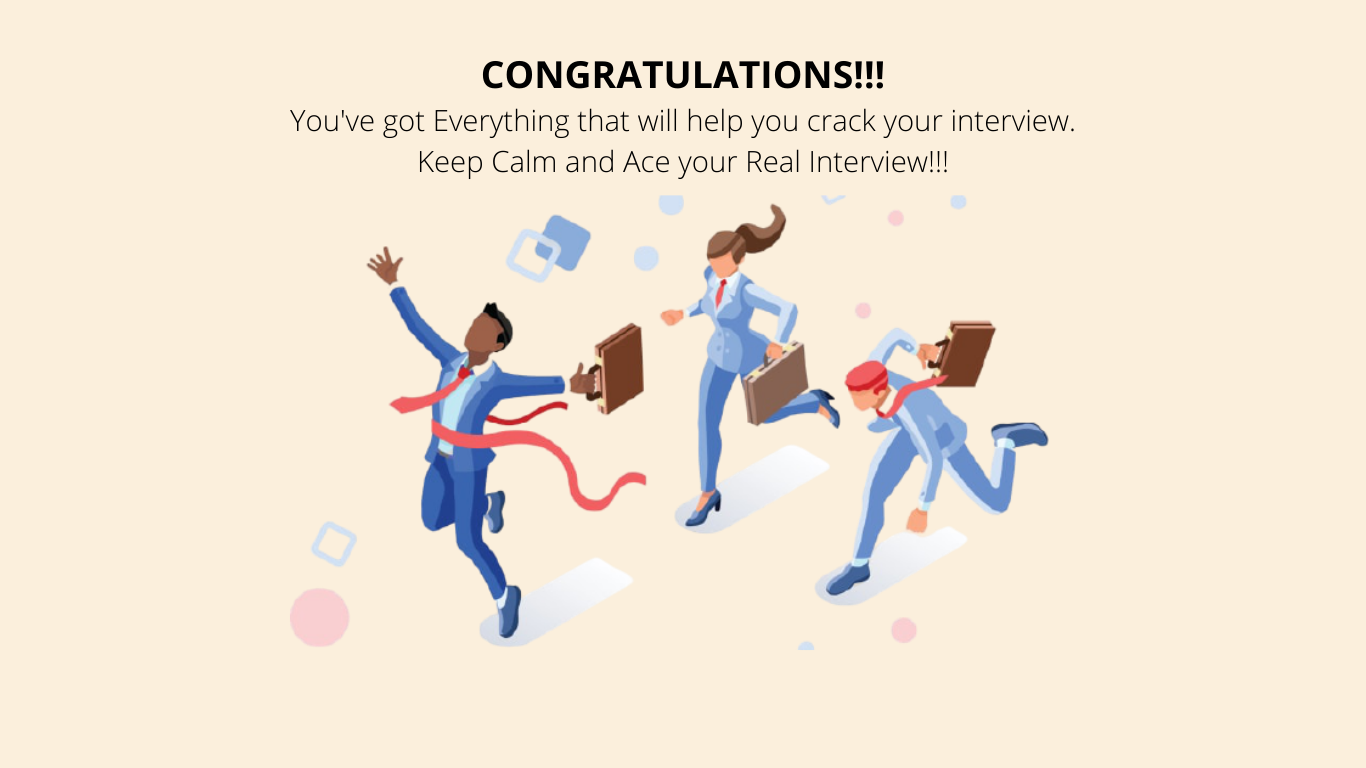 CONGRATULATIONS!!!
You've got Everything that will help you crack your interview.
Keep Calm and Ace your Real Interview!!!